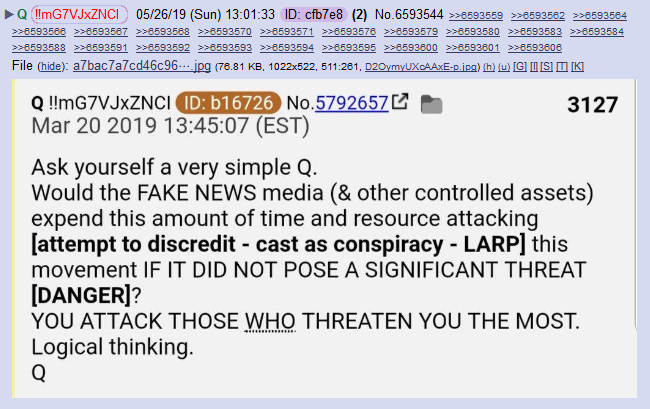 ▶ Q !!mG7VJxZNCI 05/26/19 (Sun) 13:01:33 ID: cfb7e8 (2) No.6593544 >>6593559 >>6593562 >>6593564
>>6593566 >>6593567 >>6593568 >>6593570 >>6593571 >>6593576 >>6593579 >>6593580 >>6593583 >>6593584
>>6593588 >>6593591 >>6593592 >>6593593 >>6593594 >>6593595 >>6593600 >>6593601 >>6593606
File (hide): a7bac7a7cd46c96⋯.jpg (76.81 KB, 1022x522, 511:261, D2OymyUXcAAxE-p.jpg) (h) (u) [G] [I] [S] [T] [K]
Q !!mG7VJxZNCI ID: b16726 No.5792657 3127
Mar 20 2019 13:45:07 (EST)
Ask yourself a very simple Q.
Would the FAKE NEWS media (& other controlled assets)
expend this amount of time and resource attacking
[attempt to discredit - cast as conspiracy - LARP] this
movement IF IT DID NOT POSE A SIGNIFICANT THREAT
[DANGER]?
YOU ATTACK THOSE WHO THREATEN YOU THE MOST.
Logical thinking.
Q